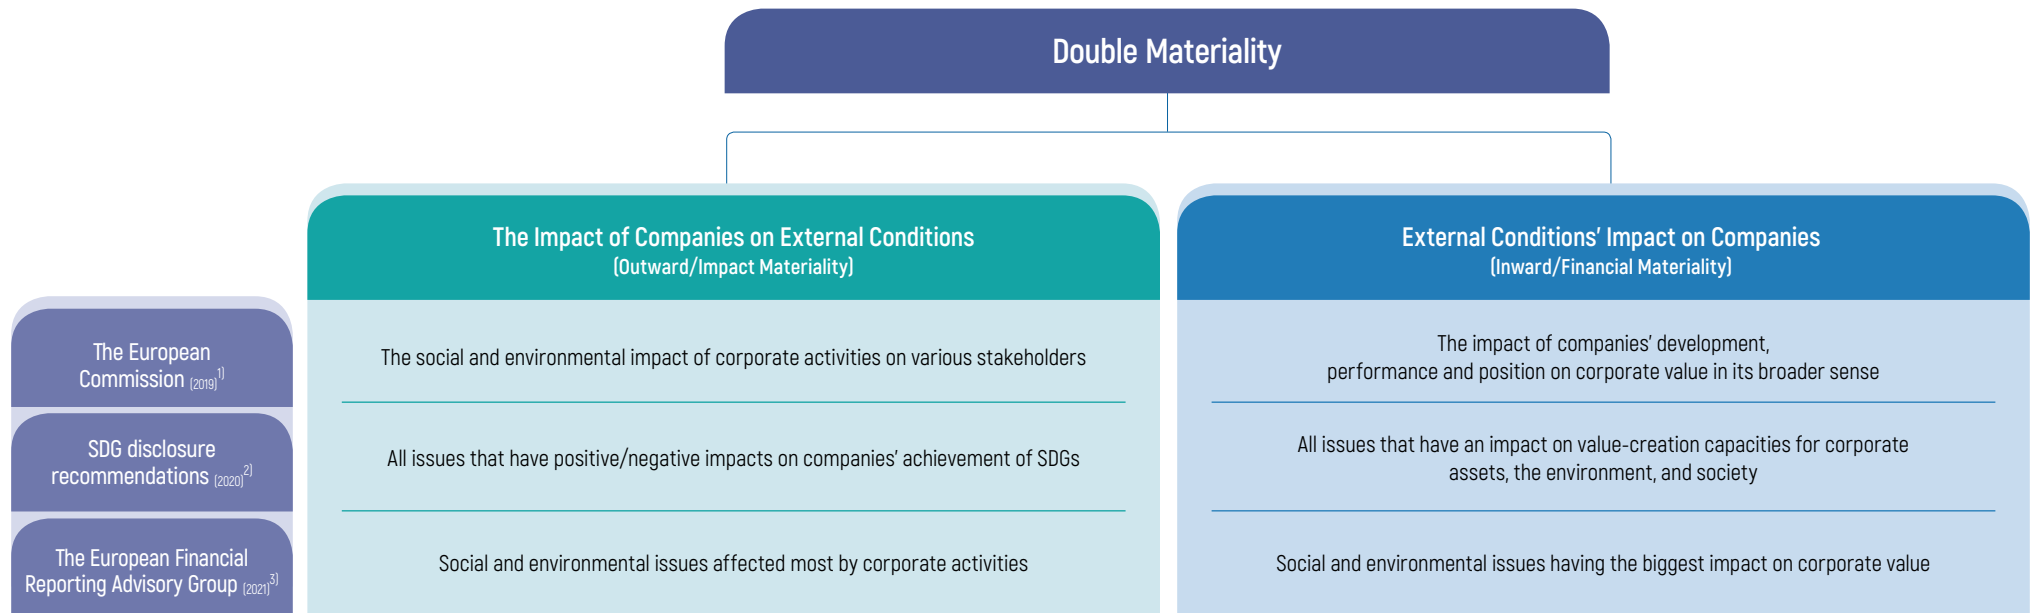 Double Materiality
The Impact of Companies on External Conditions
(Outward/Impact Materiality)
External Conditions' Impact on Companies
(Inward/Financial Materiality)
The European
Commission (2019)1)
The social and environmental impact of corporate activities on various stakeholders
The impact of companies' development,
performance and position on corporate value in its broader sense
SDG disclosure
recommendations (2020)2)
All issues that have positive/negative impacts on companies' achievement of SDGs
All issues that have an impact on value-creation capacities for corporate
assets, the environment, and society
The European Financial
Reporting Advisory Group (2021)3)
Social and environmental issues affected most by corporate activities
Social and environmental issues having the biggest impact on corporate value